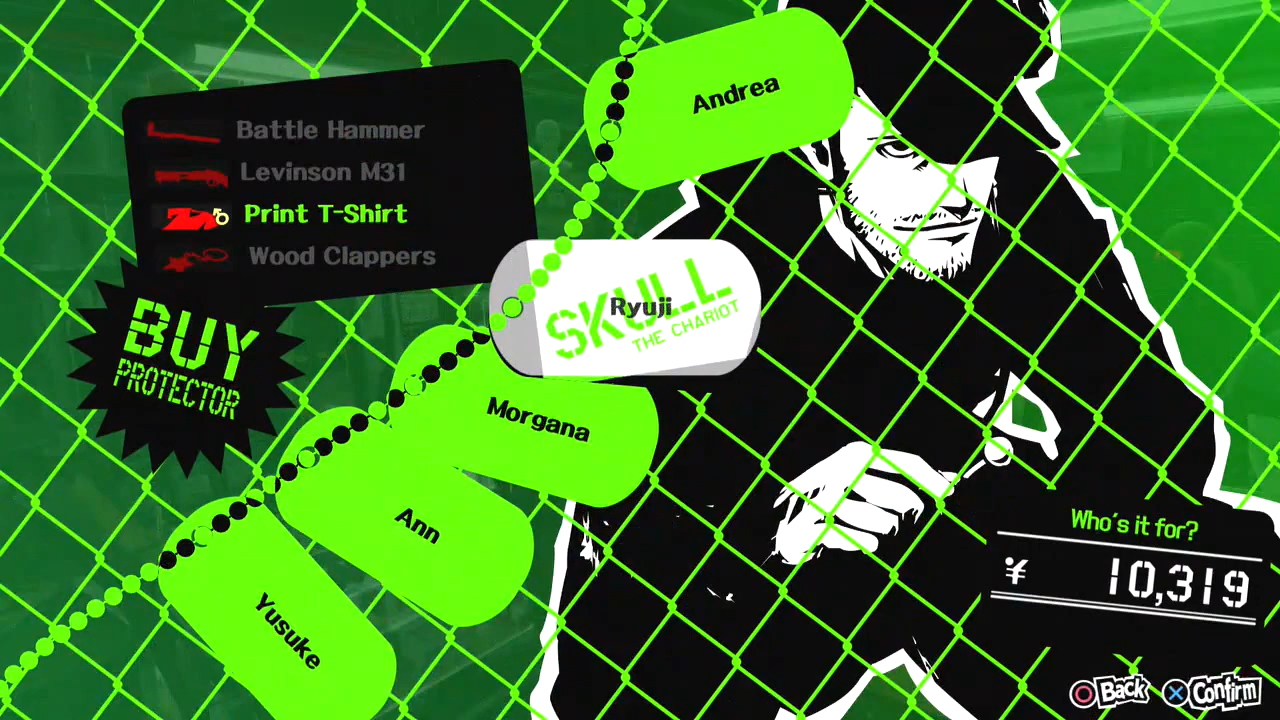 Battle Hammer
Levinson M31
Print T-Shirt
Wood Clappers
BUY
PROTECTOR
Andrea
Ryuji
SKULL
THE CHARIOT
Morgana
Ann
Yusuke
Who's it for?
¥ 10,319
Back
Confirm